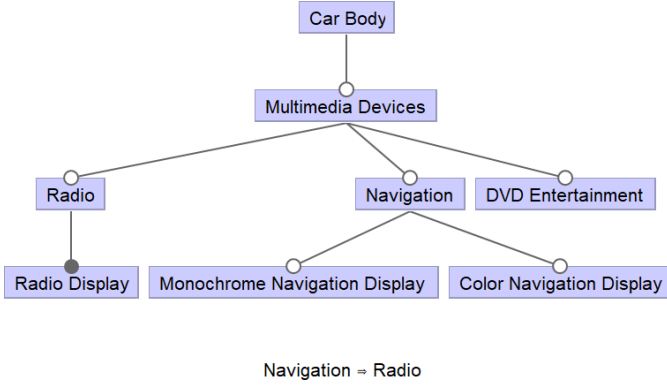 Car Body
Multimedia Devices
Radio
Navigation
DVD Entertainment
Radio Display
Monochrome Navigation Display
Color Navigation Display
Navigation ⇒ Radio